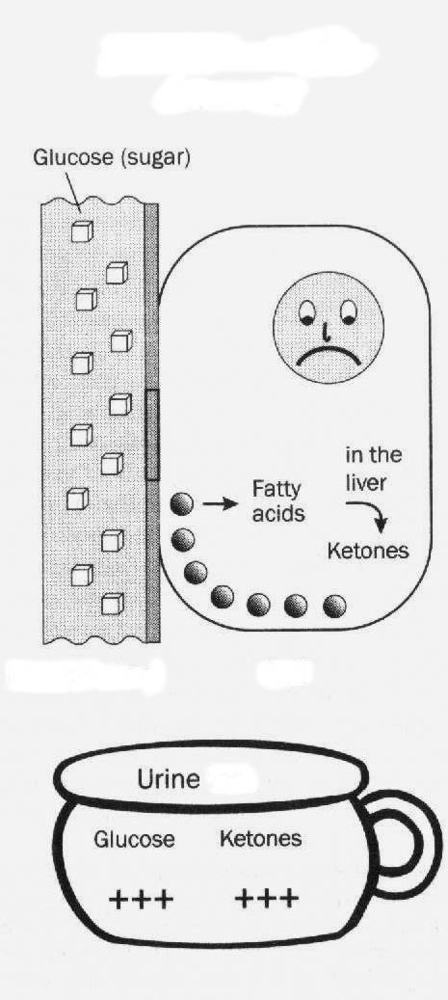 Glucose (sugar)
in the
liver
Fatty
acids
Ketones
Urine
Glucose Ketones
+++ +++